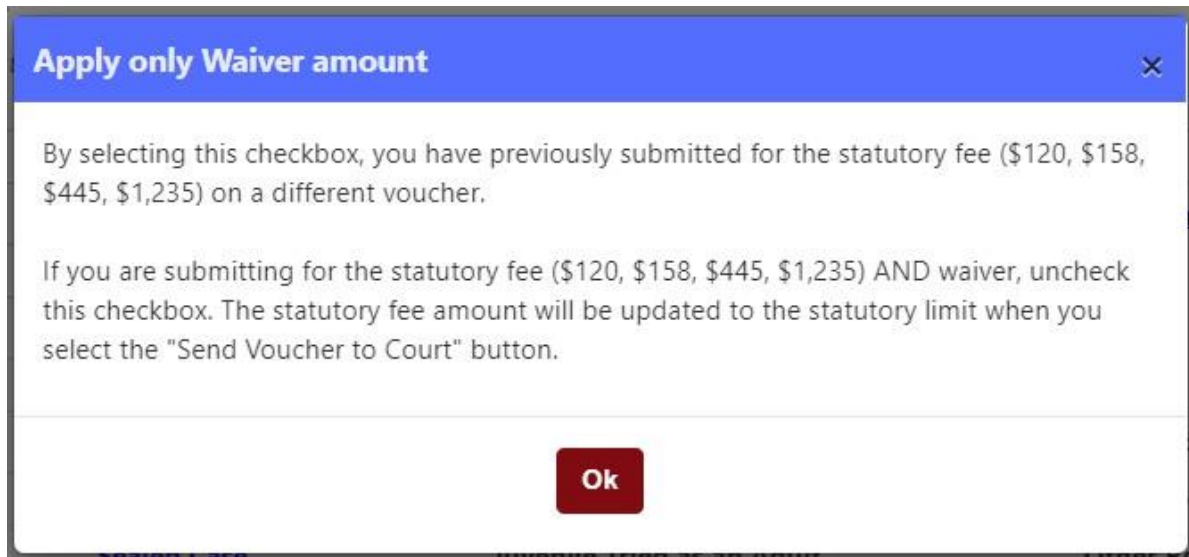 Apply only Waiver amount
×
By selecting this checkbox, you have previously submitted for the statutory fee ($120, $158,
$445, $1,235) on a different voucher.
If you are submitting for the statutory fee ($120, $158, $445, $1,235) AND waiver, uncheck
this checkbox. The statutory fee amount will be updated to the statutory limit when you
select the "Send Voucher to Court" button.
Ok